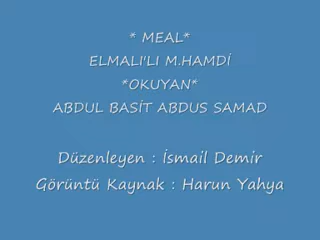 * MEAL*
ELMALI'LI M.HAMDİ
*OKUYAN*
ABDUL BASİT ABDUS SAMAD
Düzenleyen : İsmail Demir
Görüntü Kaynak : Harun Yahya